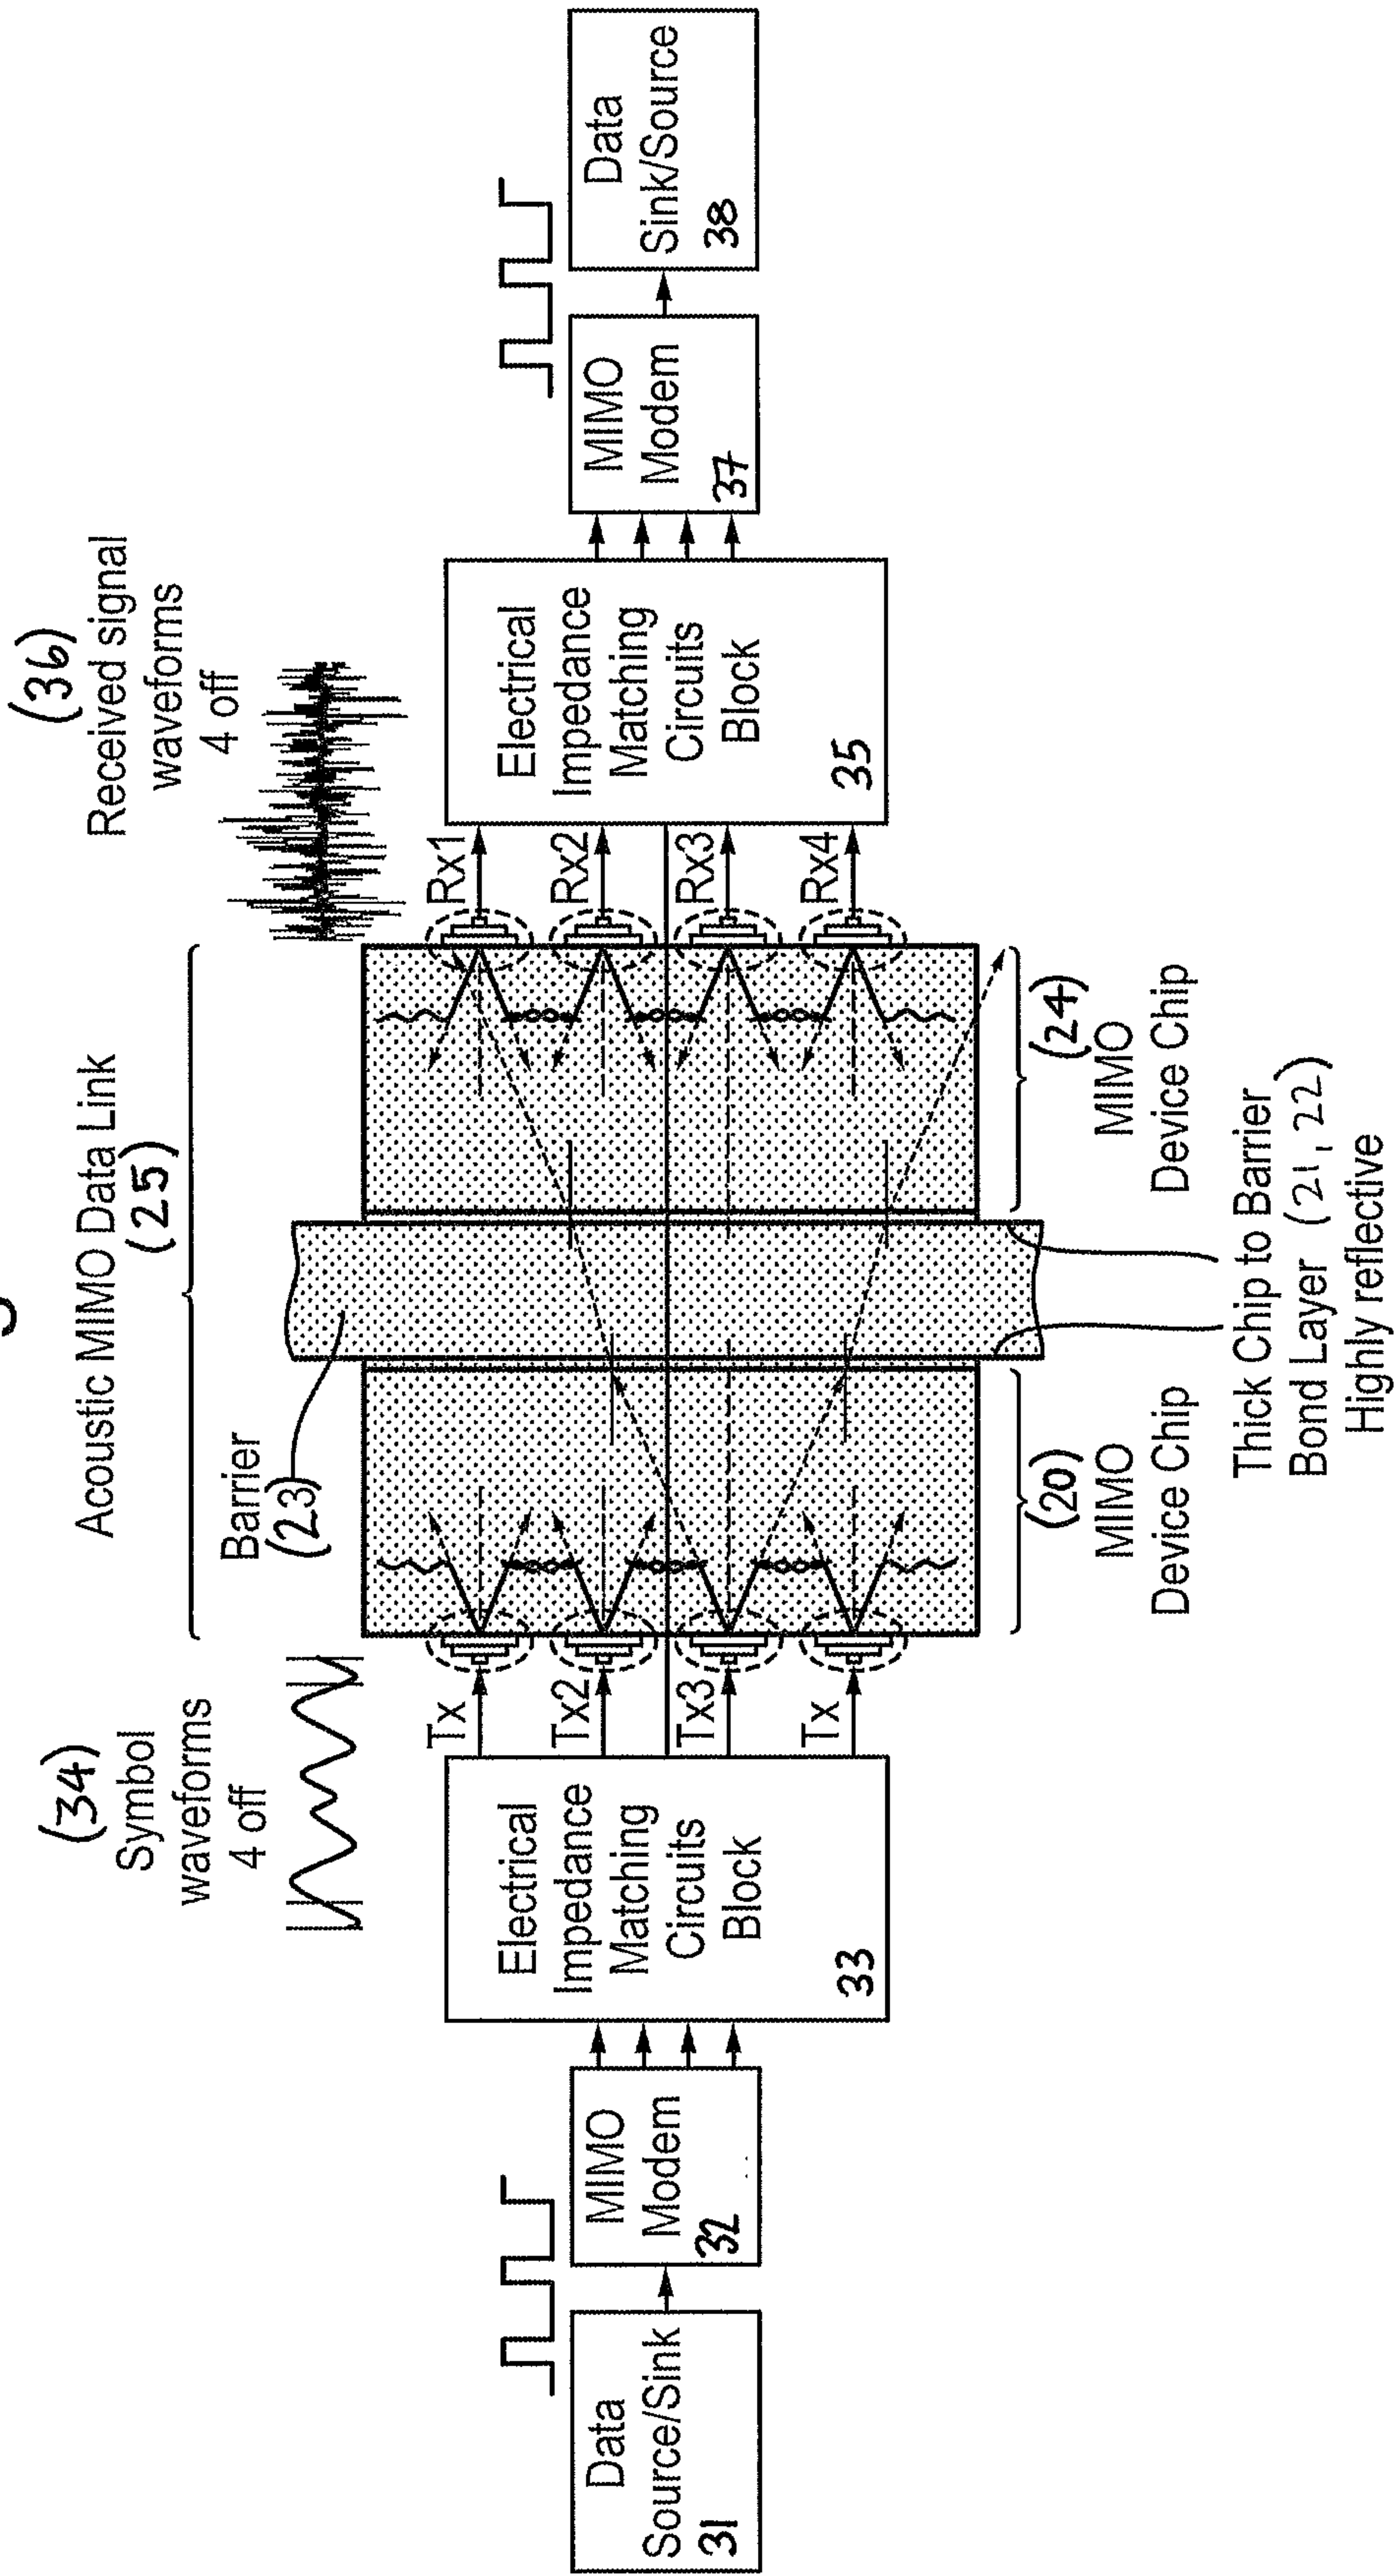 Acoustic MIMO Data Link
(25)
(34)
Symbol
waveforms
4 off
(36)
Received signal
waveforms
4 off
Barrier
(23)
Data
Source/Sink
31
MIMO
Modem
32
Electrical
Impedance
Matching
Circuits
Block
33
Tx
Tx2
Tx3
Tx
Rx1
Rx2
Rx3
Rx4
Electrical
Impedance
Matching
Circuits
Block
35
MIMO
Modem
37
Data
Sink/Source
38
(20)
MIMO
Device Chip
(24)
MIMO
Device Chip
Thick Chip to Barrier
Bond Layer (21, 22)
Highly reflective